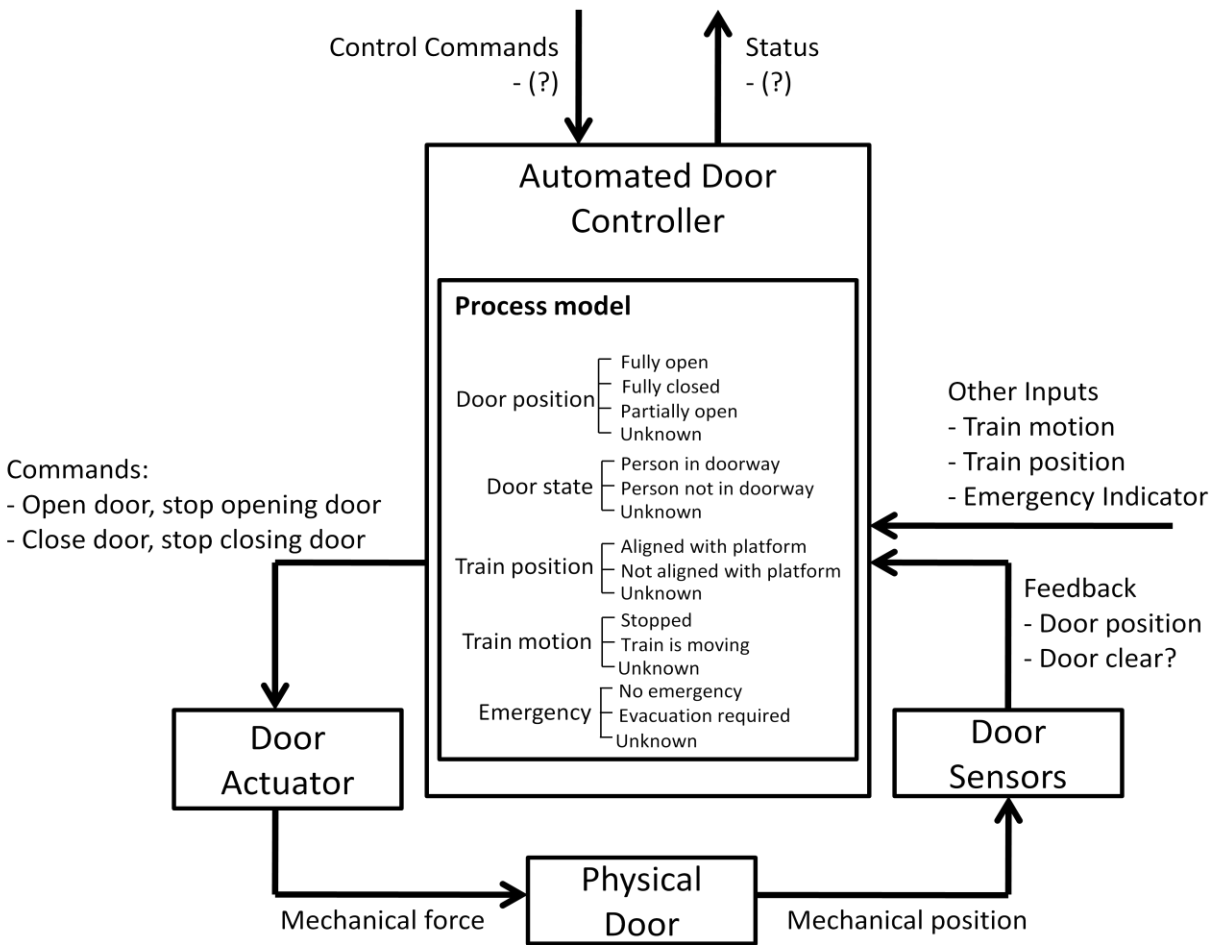 Control Commands
- (?)
Status
- (?)
Automated Door
Controller
Process model
Door position
Fully open
Fully closed
Partially open
Unknown
Door state
Person in doorway
Person not in doorway
Unknown
Train position
Aligned with platform
Not aligned with platform
Unknown
Train motion
Stopped
Train is moving
Unknown
Emergency
No emergency
Evacuation required
Unknown
Other Inputs
- Train motion
- Train position
- Emergency Indicator
Commands:
- Open door, stop opening door
- Close door, stop closing door
Feedback
- Door position
- Door clear?
Door
Actuator
Door
Sensors
Physical
Door
Mechanical force
Mechanical position